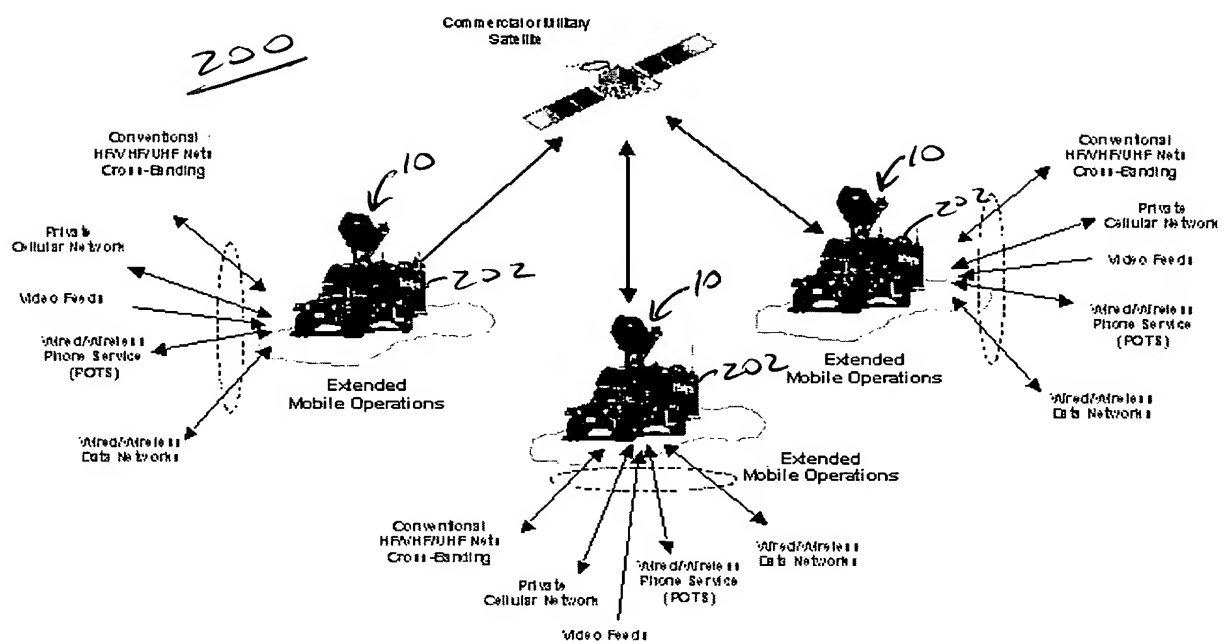 Commercial or Military
Satellite
200
Conventional
HF/VHF/UHF Nets
Cross-Banding
10
Private
Cellular Network
202
Video Feeds
Wired/Wireless
Phone Service
(POTS)
Extended
Mobile Operations
Wired/Wireless
Data Networks
10
202
Extended
Mobile Operations
Conventional
HF/VHF/UHF Nets
Cross-Banding
Private
Cellular Network
Video Feeds
Wired/Wireless
Phone Service
(POTS)
Wired/Wireless
Data Networks
10
202
Conventional
HF/VHF/UHF Nets
Cross-Banding
Private
Cellular Network
Video Feeds
Wired/Wireless
Phone Service
(POTS)
Extended
Mobile Operations
Wired/Wireless
Data Networks